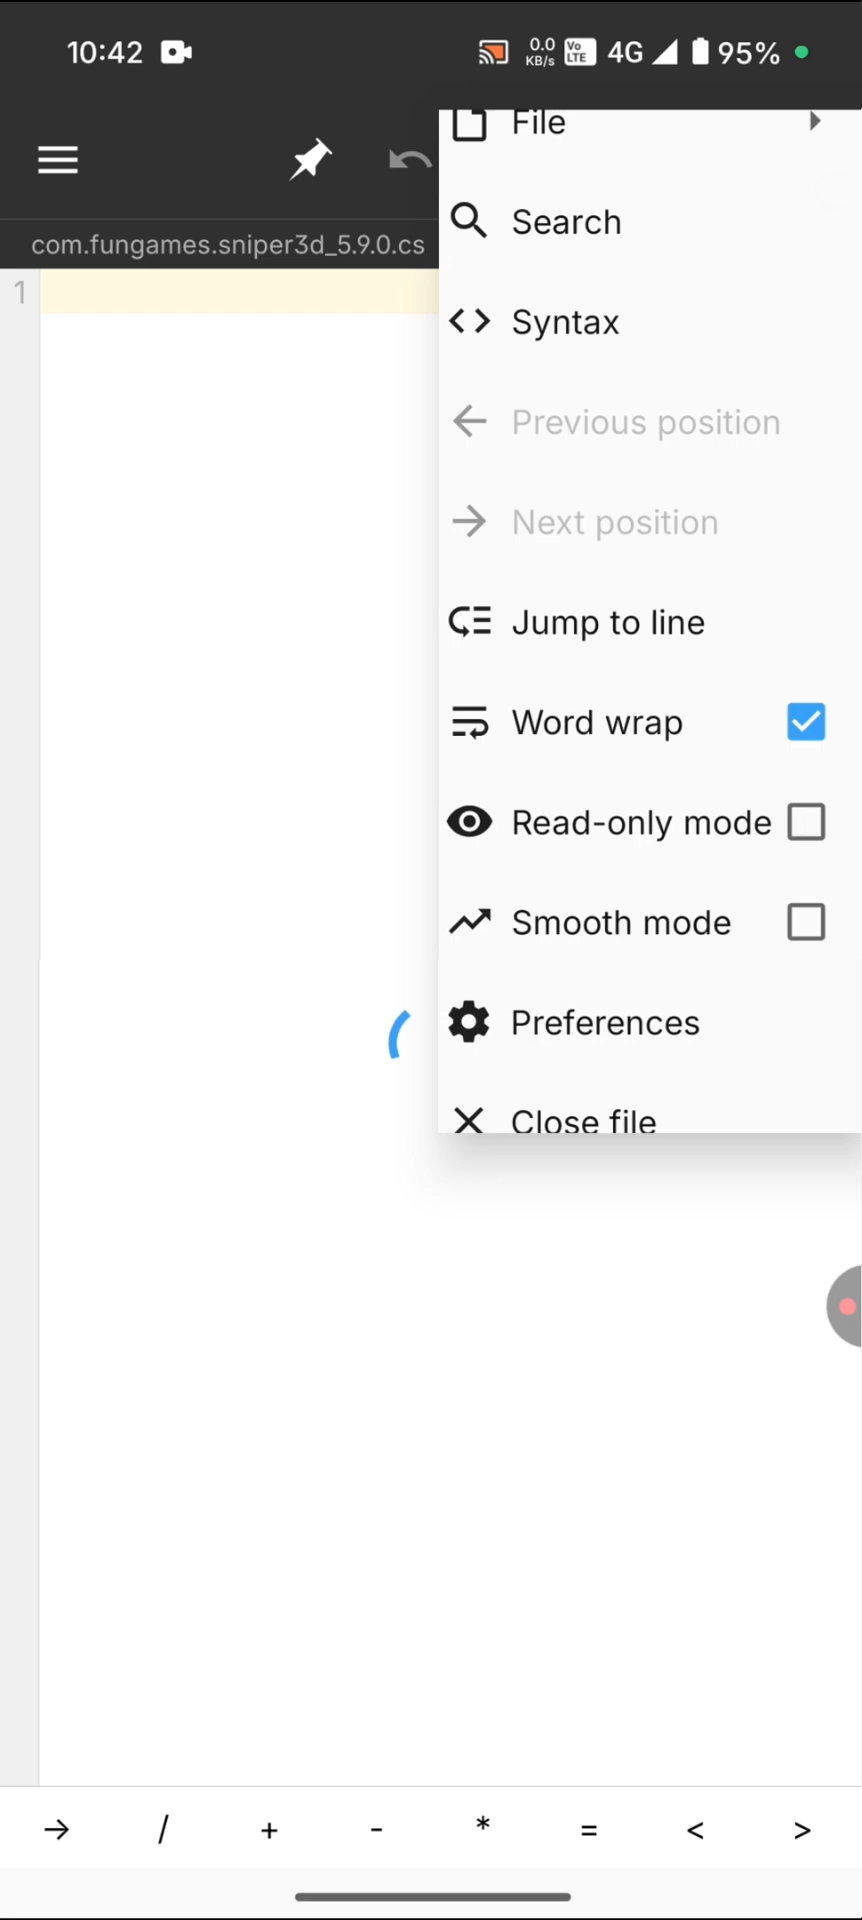 10:42
0.0
KB/s
Vo
LTE
4G
95%
File
Search
com.fungames.sniper3d_5.9.0.cs
1
Syntax
Previous position
Next position
Jump to line
Word wrap
Read-only mode
Smooth mode
Preferences
Close file
→ / + - * = < >